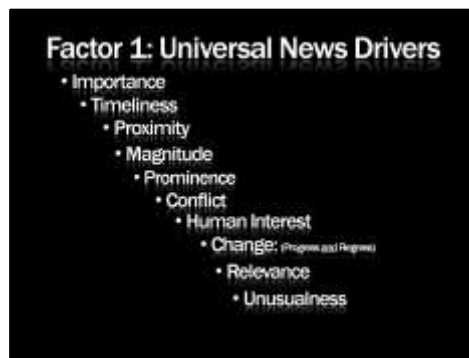 Factor 1: Universal News Drivers
• Importance
• Timeliness
• Proximity
• Magnitude
• Prominence
• Conflict
• Human Interest
• Change: (Progress and Regress)
• Relevance
• Unusualness